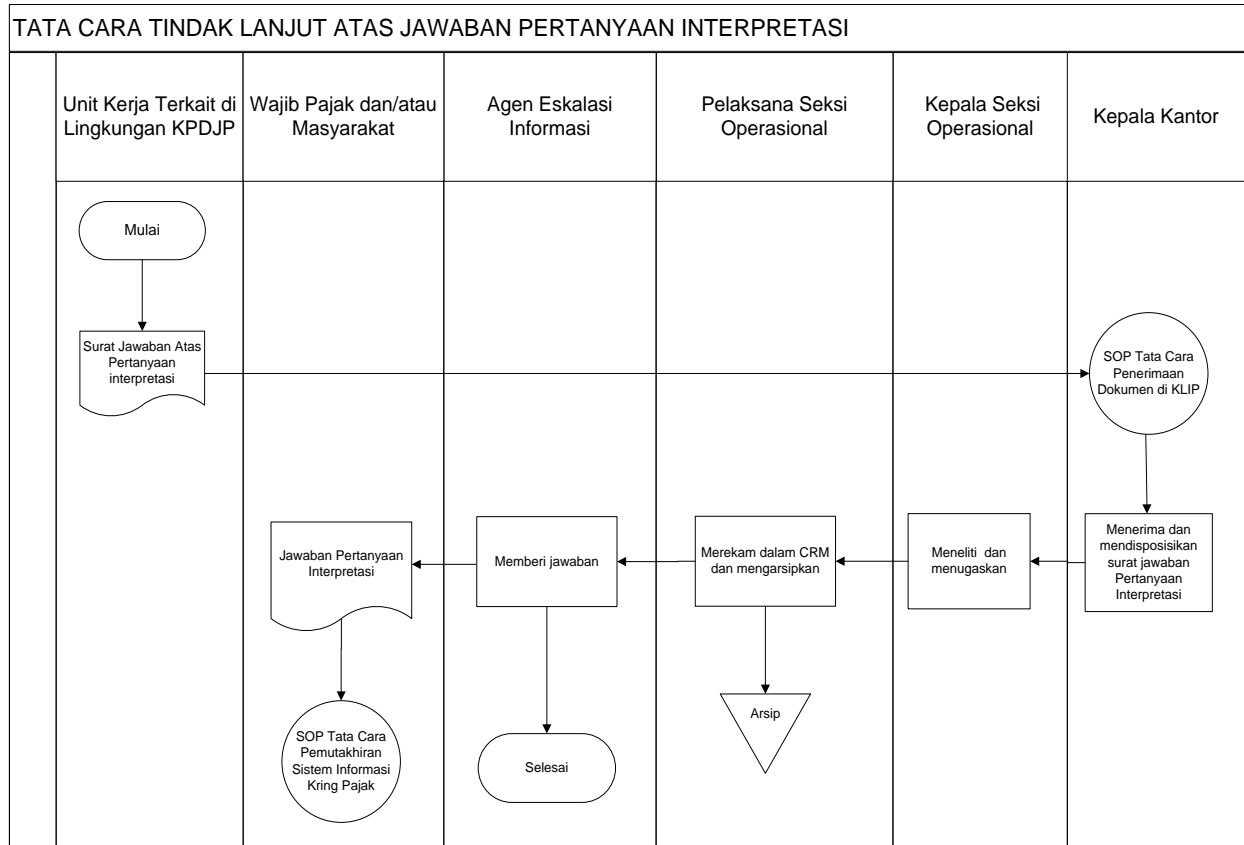 TATA CARA TINDAK LANJUT ATAS JAWABAN PERTANYAAN INTERPRETASI
Unit Kerja Terkait di
Lingkungan KPDJP
Wajib Pajak dan/atau
Masyarakat
Agen Eskalasi
Informasi
Pelaksana Seksi
Operasional
Kepala Seksi
Operasional
Kepala Kantor
Mulai
Surat Jawaban Atas
Pertanyaan
interpretasi
SOP Tata Cara
Penerimaan
Dokumen di KLIP
Jawaban Pertanyaan
Interpretasi
Memberi jawaban
Merekam dalam CRM
dan mengarsipkan
Meneliti dan
menugaskan
Menerima dan
mendisposisikan
surat jawaban
Pertanyaan
Interpretasi
SOP Tata Cara
Pemutakhiran
Sistem Informasi
Kring Pajak
Selesai
Arsip